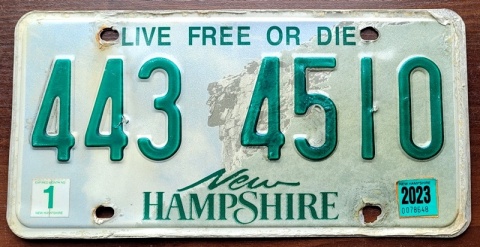 LIVE FREE OR DIE
443 4510
1
2023
New
HAMPSHIRE